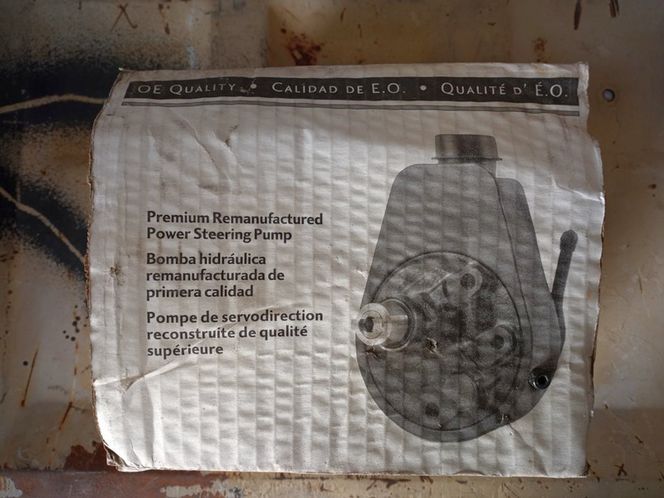 OE QUALITY • CALIDAD DE E.O. • QUALITÉ D' É.O.
Premium Remanufactured
Power Steering Pump
Bomba hidráulica
remanufacturada de
primera calidad
Pompe de servodirection
reconstruite de qualité
supérieure